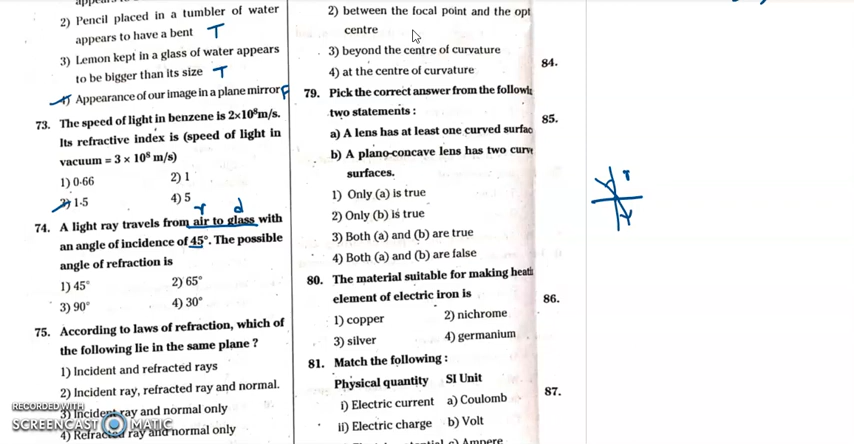 2) Pencil placed in a tumbler of water
appears to have a bent T
3) Lemon kept in a glass of water appears
to be bigger than its size T
4) Appearance of our image in a plane mirror F
73. The speed of light in benzene is 2×10⁸m/s.
Its refractive index is (speed of light in
vacuum = 3 × 10⁸ m/s)
1) 0·66 2) 1
3) 1·5 4) 5
r d
74. A light ray travels from air to glass with
an angle of incidence of 45°. The possible
angle of refraction is
1) 45° 2) 65°
3) 90° 4) 30°
75. According to laws of refraction, which of
the following lie in the same plane ?
1) Incident and refracted rays
2) Incident ray, refracted ray and normal.
3) Incident ray and normal only
4) Refracted ray and normal only
RECORDED WITH
SCREENCAST MATIC
2) between the focal point and the opt
centre
3) beyond the centre of curvature
4) at the centre of curvature
79. Pick the correct answer from the
two statements :
a) A lens has at least one curved
b) A plano-concave lens has two
surfaces.
1) Only (a) is true
2) Only (b) is true
3) Both (a) and (b) are true
4) Both (a) and (b) are false
80. The material suitable for making
element of electric iron is
1) copper 2) nichrome
3) silver 4) germanium
81. Match the following :
Physical quantity SI Unit
i) Electric current a) Coulomb
ii) Electric charge b) Volt
c) Ampere
84.
85.
r
86.
87.